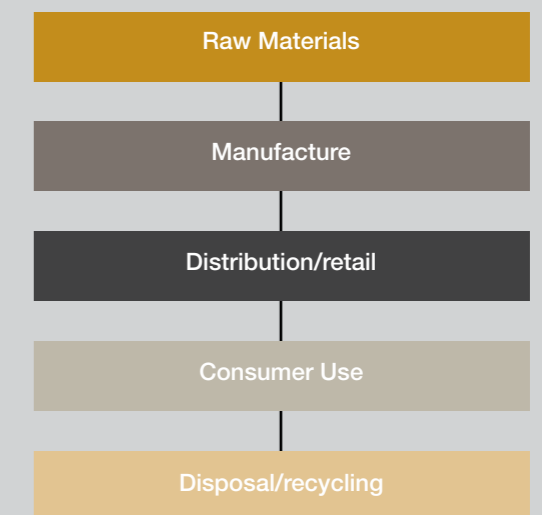 Raw Materials
Manufacture
Distribution/retail
Consumer Use
Disposal/recycling